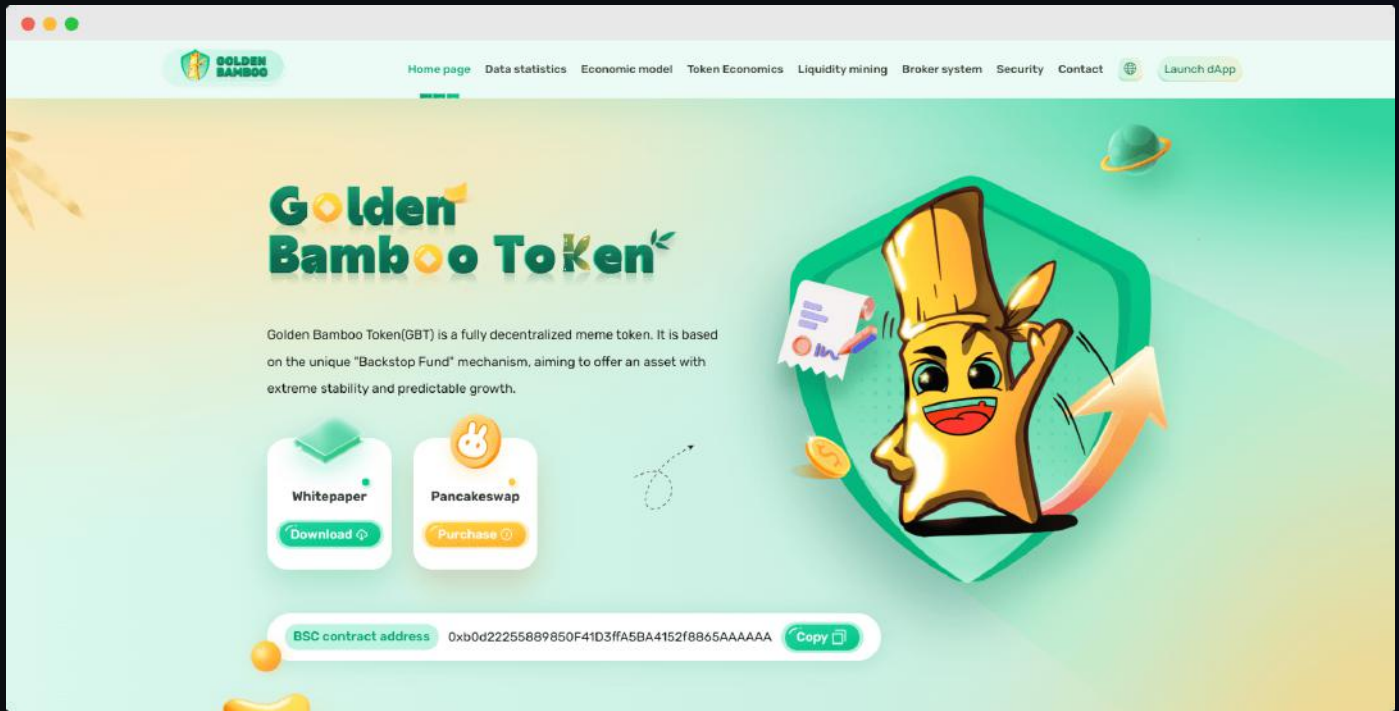 GOLDEN
BAMBOO
Home page Data statistics Economic model Token Economics Liquidity mining Broker system Security Contact Launch dApp
Golden
Bamboo Token
Golden Bamboo Token(GBT) is a fully decentralized meme token. It is based
on the unique "Backstop Fund" mechanism, aiming to offer an asset with
extreme stability and predictable growth.
Whitepaper
Download
Pancakeswap
Purchase
BSC contract address 0xb0d22255889850F41D3ffA5BA4152f8865AAAAAA Copy